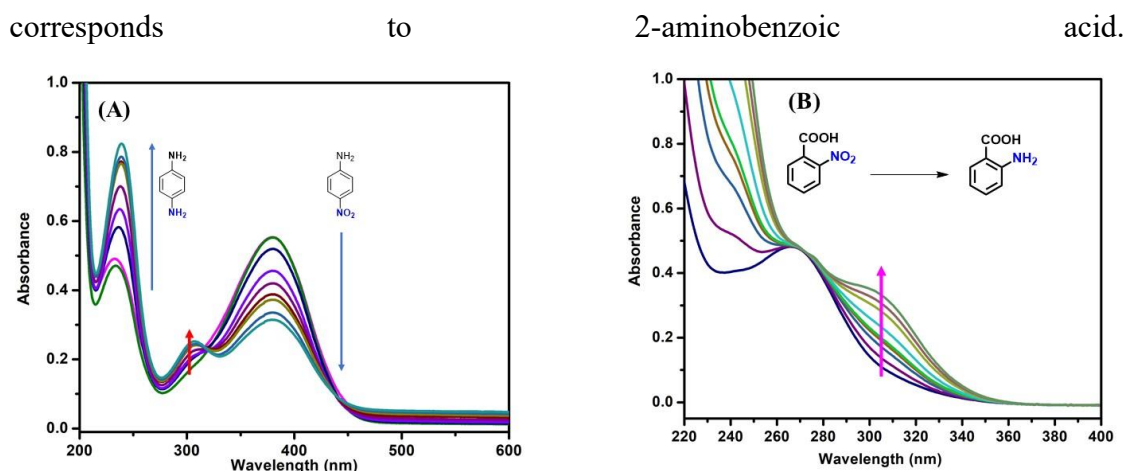 corresponds to 2-aminobenzoic acid.
(A)
NH₂
NH₂
NH₂
NO₂
Absorbance
1.0
0.8
0.6
0.4
0.2
0.0
200 300 400 500 600
Wavelength (nm)
(B)
COOH
NO₂
COOH
NH₂
Absorbance
1.0
0.8
0.6
0.4
0.2
0.0
220 240 260 280 300 320 340 360 380 400
Wavelength (nm)